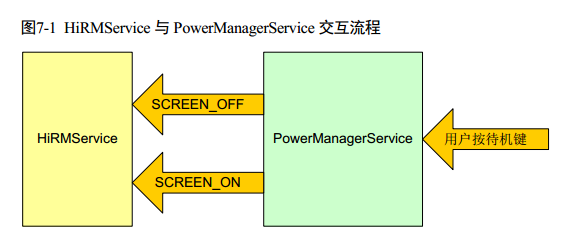 图7-1 HiRMService 与 PowerManagerService 交互流程
SCREEN_OFF
HiRMService
PowerManagerService
用户按待机键
SCREEN_ON